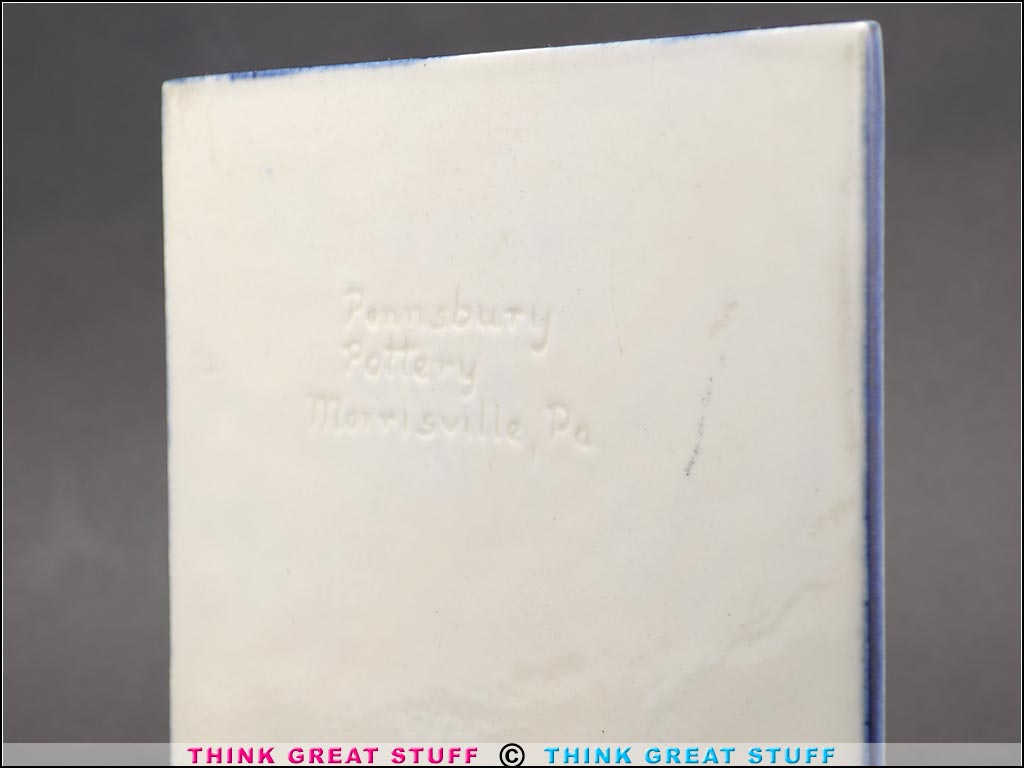 Pennsbury
Pottery
Morrisville, Pa
THINK GREAT STUFF © THINK GREAT STUFF